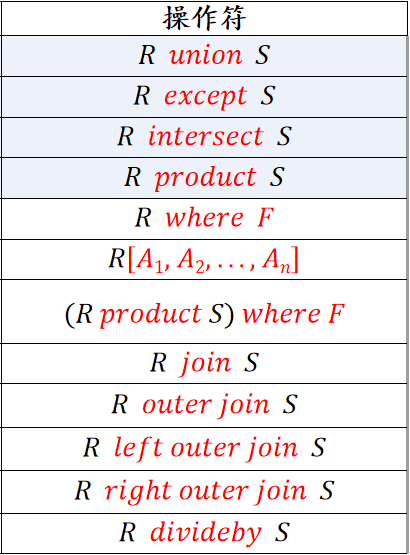 操作符
R union S
R except S
R intersect S
R product S
R where F
R[A₁, A₂, ..., Aₙ]
(R product S) where F
R join S
R outer join S
R left outer join S
R right outer join S
R divideby S